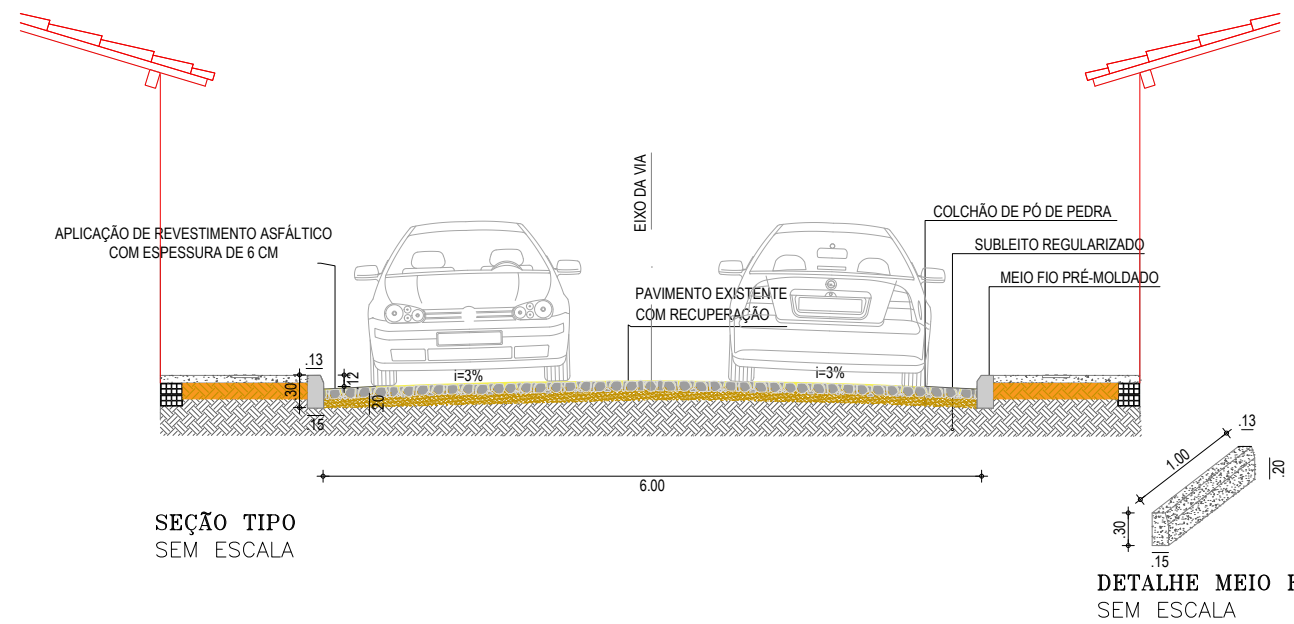 EIXO DA VIA
COLCHÃO DE PÓ DE PEDRA
APLICAÇÃO DE REVESTIMENTO ASFÁLTICO
COM ESPESSURA DE 6 CM
SUBLEITO REGULARIZADO
MEIO FIO PRÉ-MOLDADO
PAVIMENTO EXISTENTE
COM RECUPERAÇÃO
.13
12
i=3%
i=3%
.30
.20
.15
6.00
SEÇÃO TIPO
SEM ESCALA
.13
1.00
.20
.30
.15
DETALHE MEIO
SEM ESCALA